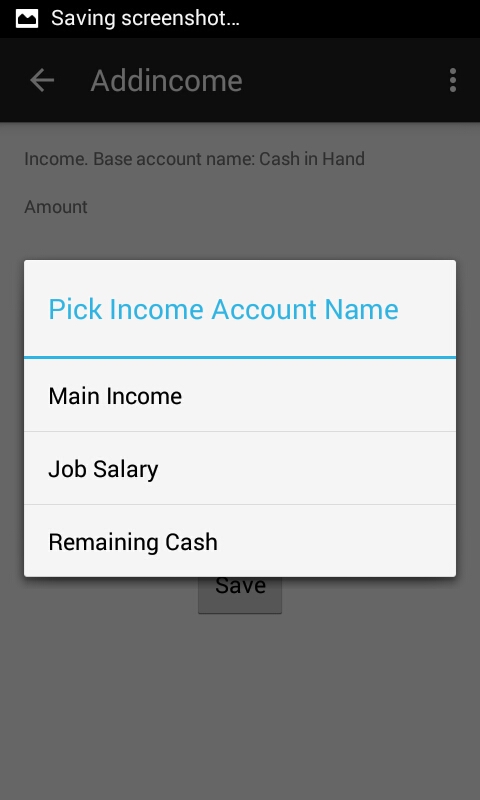 Saving screenshot...
Addincome
Income. Base account name: Cash in Hand
Amount
Pick Income Account Name
Main Income
Job Salary
Remaining Cash
Save